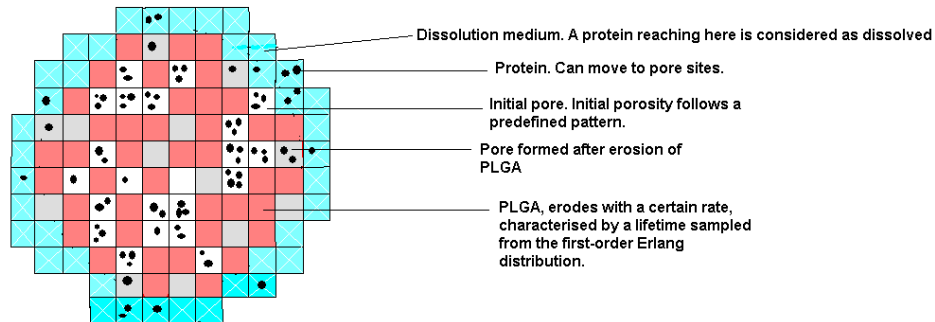 Dissolution medium. A protein reaching here is considered as dissolved
Protein. Can move to pore sites.
Initial pore. Initial porosity follows a
predefined pattern.
Pore formed after erosion of
PLGA
PLGA, erodes with a certain rate,
characterised by a lifetime sampled
from the first-order Erlang
distribution.